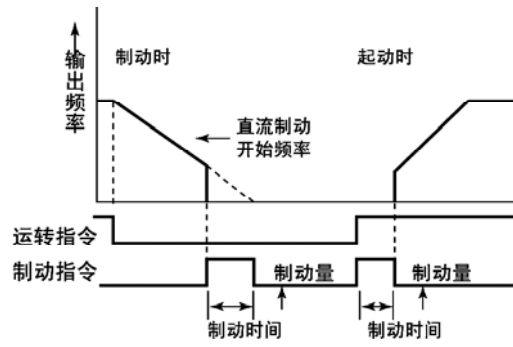 输出频率
制动时
起动时
直流制动
开始频率
运转指令
制动指令
制动量
制动量
制动时间
制动时间